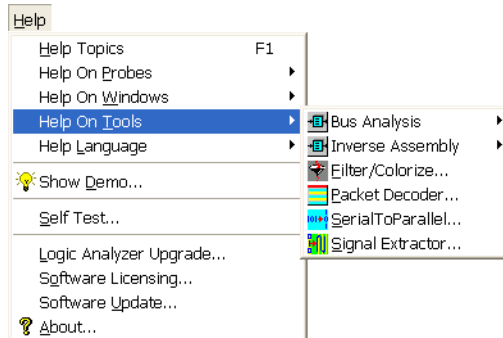 Help
Help Topics F1
Help On Probes
Help On Windows
Help On Tools
Help Language
Show Demo...
Self Test...
Logic Analyzer Upgrade...
Software Licensing...
Software Update...
About...
Bus Analysis
Inverse Assembly
Filter/Colorize...
Packet Decoder...
SerialToParallel...
Signal Extractor...